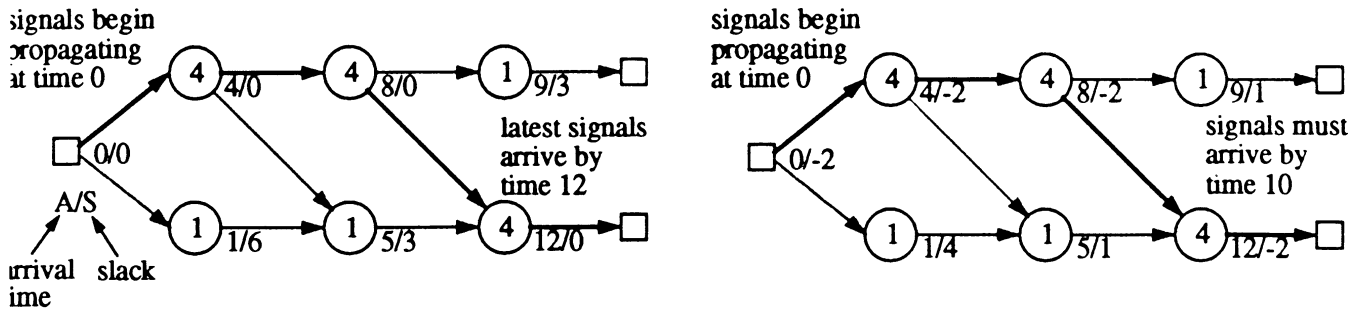 signals begin
propagating
at time 0
4
4/0
4
8/0
1
9/3
0/0
latest signals
arrive by
time 12
A/S
1
1/6
1
5/3
4
12/0
arrival
time
slack
signals begin
propagating
at time 0
4
4/-2
4
8/-2
1
9/1
0/-2
signals must
arrive by
time 10
1
1/4
1
5/1
4
12/-2